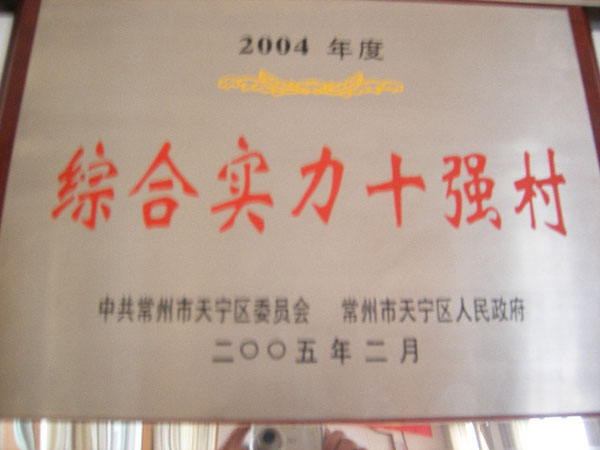 2004 年度
综合实力十强村
中共常州市天宁区委员会 常州市天宁区人民政府
二〇〇五年二月